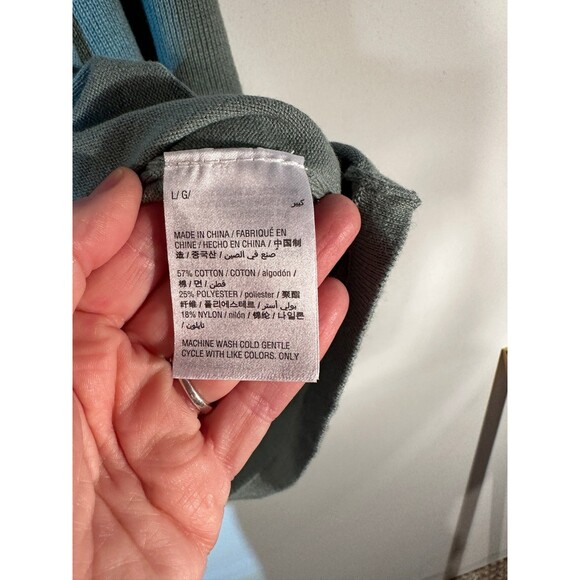 L/ G/
كبير
MADE IN CHINA / FABRIQUÉ EN
CHINE / HECHO EN CHINA / 中国制
造 / 중국산 / صنع في الصين /
57% COTTON / COTON / algodón /
棉 / 면 / قطن /
25% POLYESTER / poliester / 聚酯
纤维 / 폴리에스테르 / بولي أستر /
18% NYLON / nilón / 锦纶 / 나일론
/ نايلون
MACHINE WASH COLD GENTLE
CYCLE WITH LIKE COLORS. ONLY